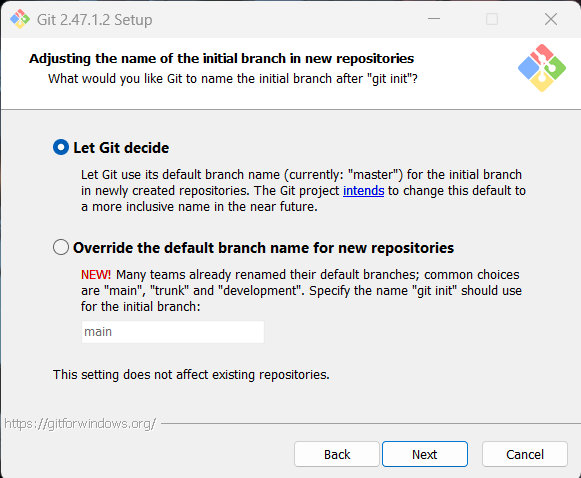 Git 2.47.1.2 Setup
Adjusting the name of the initial branch in new repositories
What would you like Git to name the initial branch after "git init"?
Let Git decide
Let Git use its default branch name (currently: "master") for the initial branch
in newly created repositories. The Git project intends to change this default to
a more inclusive name in the near future.
Override the default branch name for new repositories
NEW! Many teams already renamed their default branches; common choices
are "main", "trunk" and "development". Specify the name "git init" should use
for the initial branch:
main
This setting does not affect existing repositories.
https://gitforwindows.org/
Back Next Cancel